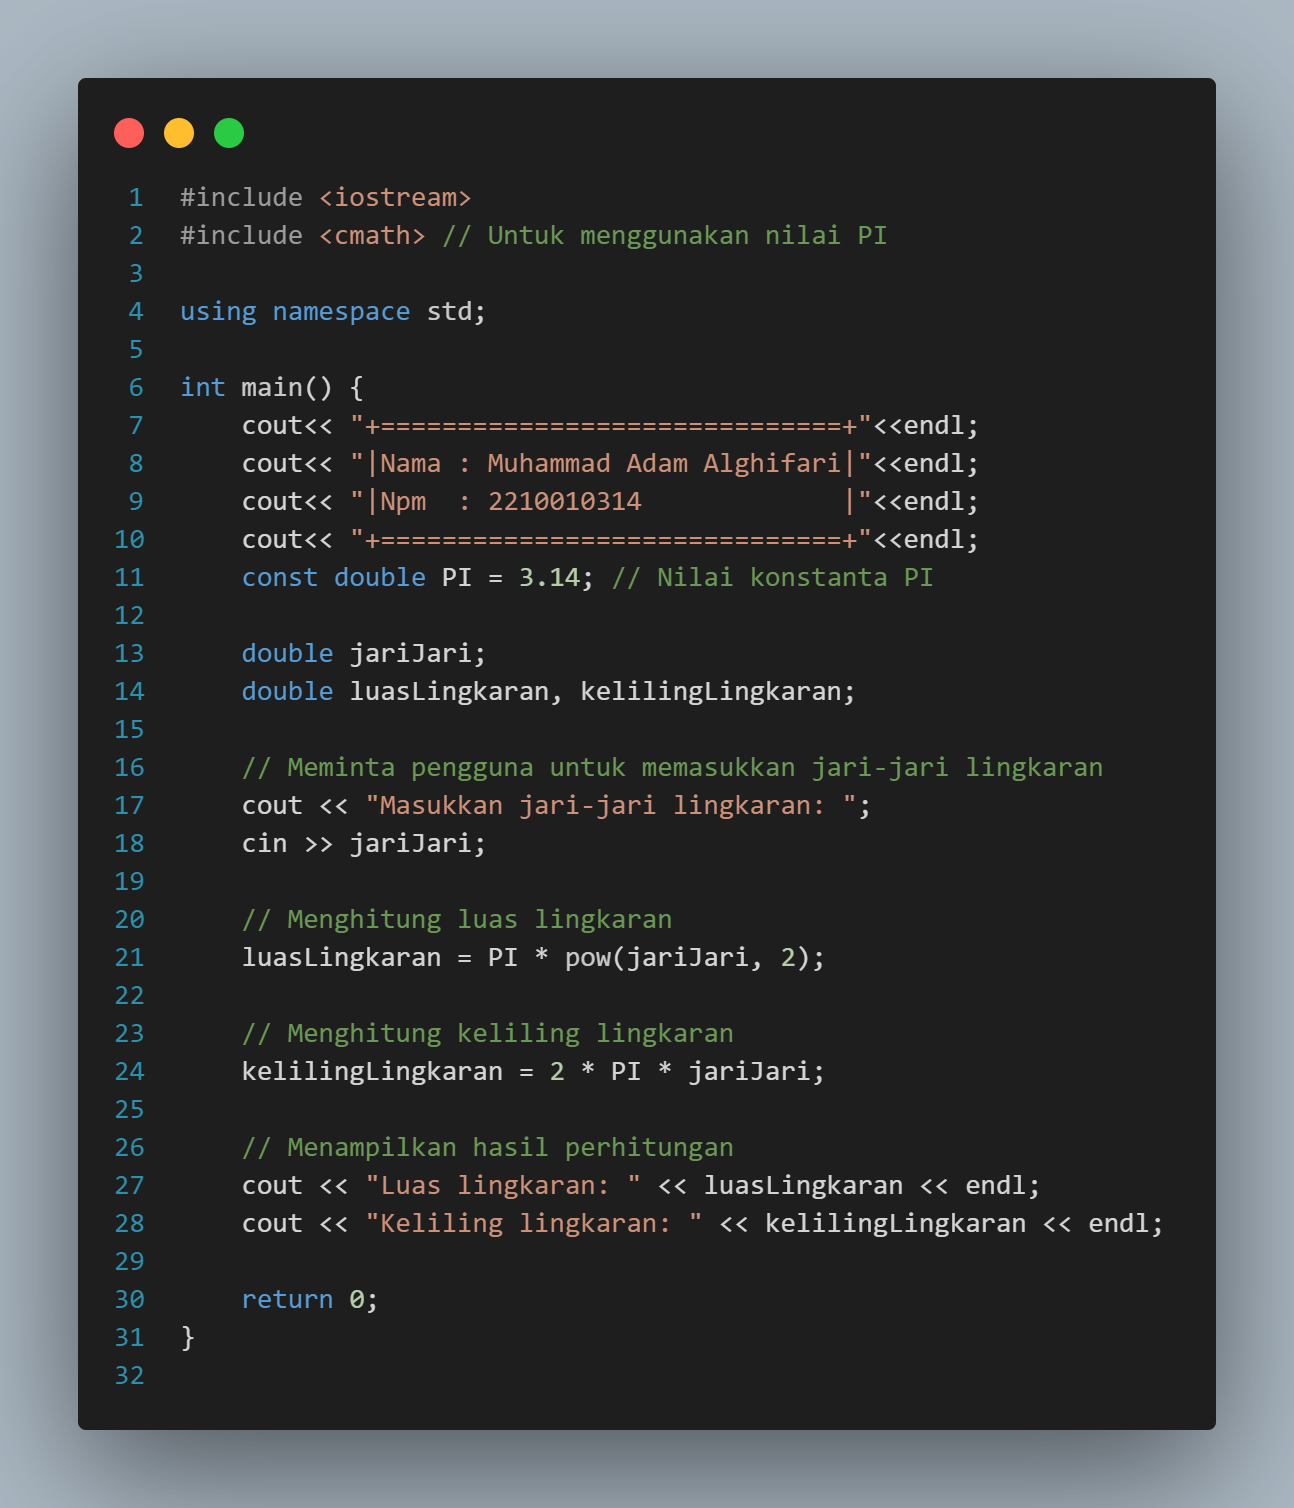 1 #include <iostream>
2 #include <cmath> // Untuk menggunakan nilai PI
3
4 using namespace std;
5
6 int main() {
7     cout<< "+==============================+"<<endl;
8     cout<< "|Nama : Muhammad Adam Alghifari|"<<endl;
9     cout<< "|Npm  : 2210010314             |"<<endl;
10     cout<< "+==============================+"<<endl;
11     const double PI = 3.14; // Nilai konstanta PI
12
13     double jariJari;
14     double luasLingkaran, kelilingLingkaran;
15
16     // Meminta pengguna untuk memasukkan jari-jari lingkaran
17     cout << "Masukkan jari-jari lingkaran: ";
18     cin >> jariJari;
19
20     // Menghitung luas lingkaran
21     luasLingkaran = PI * pow(jariJari, 2);
22
23     // Menghitung keliling lingkaran
24     kelilingLingkaran = 2 * PI * jariJari;
25
26     // Menampilkan hasil perhitungan
27     cout << "Luas lingkaran: " << luasLingkaran << endl;
28     cout << "Keliling lingkaran: " << kelilingLingkaran << endl;
29
30     return 0;
31 }
32